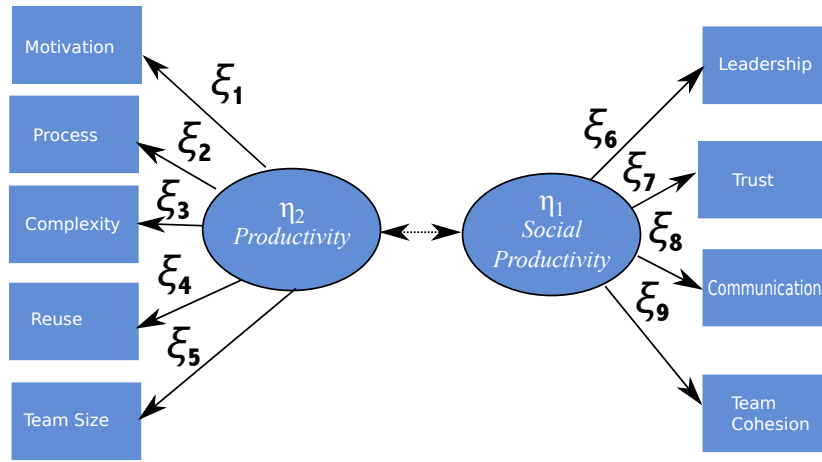 Motivation
ξ1
Process
ξ2
Complexity
ξ3
Reuse
ξ4
Team Size
ξ5
η2
Productivity
η1
Social
Productivity
ξ6
Leadership
ξ7
Trust
ξ8
Communication
ξ9
Team
Cohesion